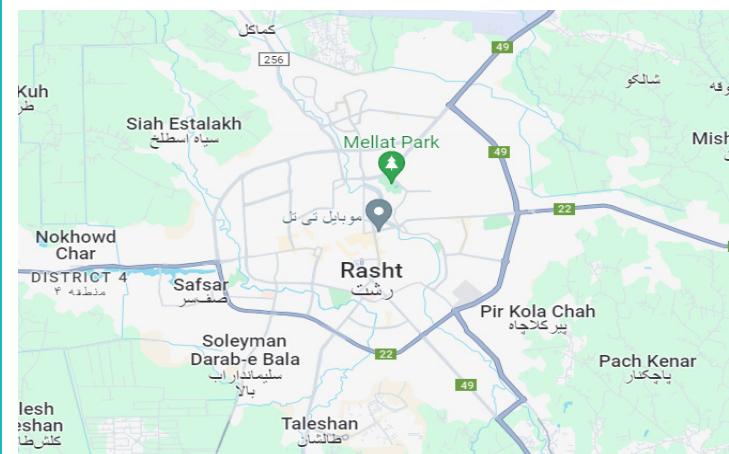 کماکل
256
49
شالکو
Kuh
Siah Estalakh
سیاه اسطلخ
Mellat Park
49
Mish
موبایل تی تل
22
Nokhowd
Char
DISTRICT 4
منطقه ۴
Safsar
صف‌سر
Rasht
رشت
Pir Kola Chah
پیرکلاچاه
Soleyman
Darab-e Bala
سلیمانداراب
بالا
22
49
Pach Kenar
پاچکنار
lesh
eshan
Taleshan
طالشان